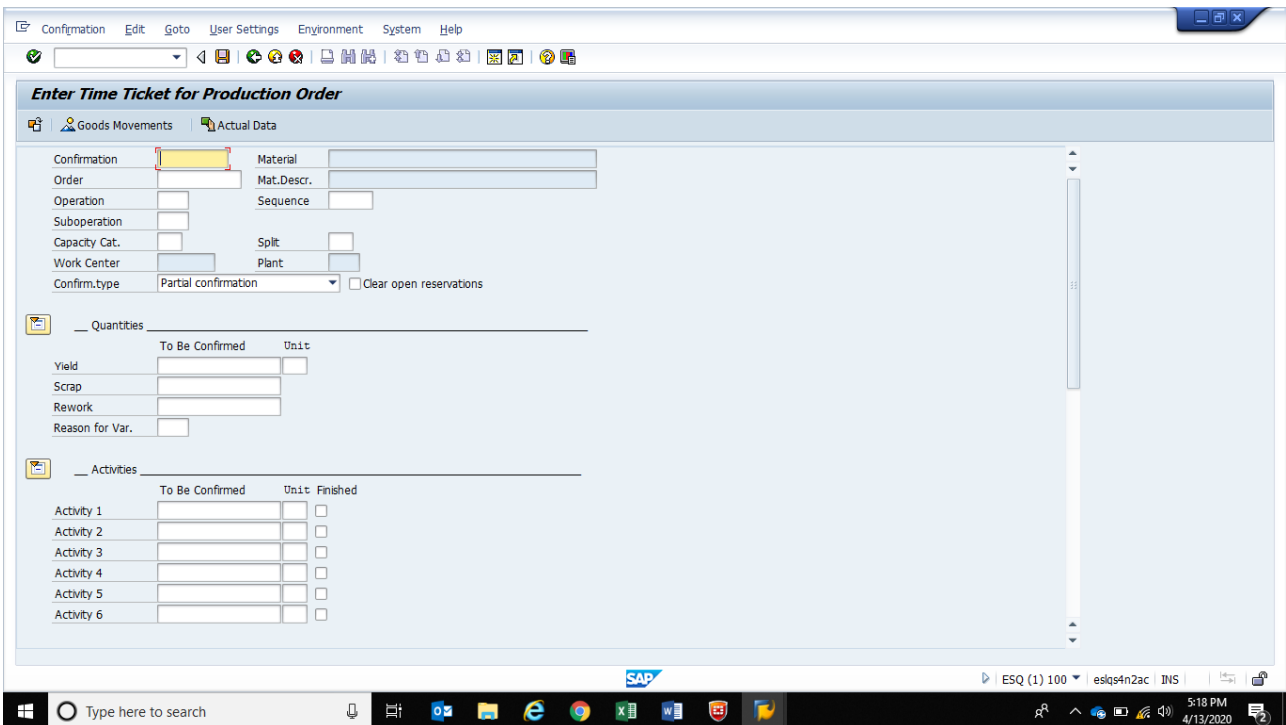 Confirmation Edit Goto User Settings Environment System Help
Enter Time Ticket for Production Order
Goods Movements Actual Data
Confirmation Material
Order Mat.Descr.
Operation Sequence
Suboperation
Capacity Cat. Split
Work Center Plant
Confirm.type Partial confirmation Clear open reservations
Quantities
To Be Confirmed Unit
Yield
Scrap
Rework
Reason for Var.
Activities
To Be Confirmed Unit Finished
Activity 1
Activity 2
Activity 3
Activity 4
Activity 5
Activity 6
SAP ESQ (1) 100 eslqs4n2ac INS
Type here to search
5:18 PM
4/13/2020